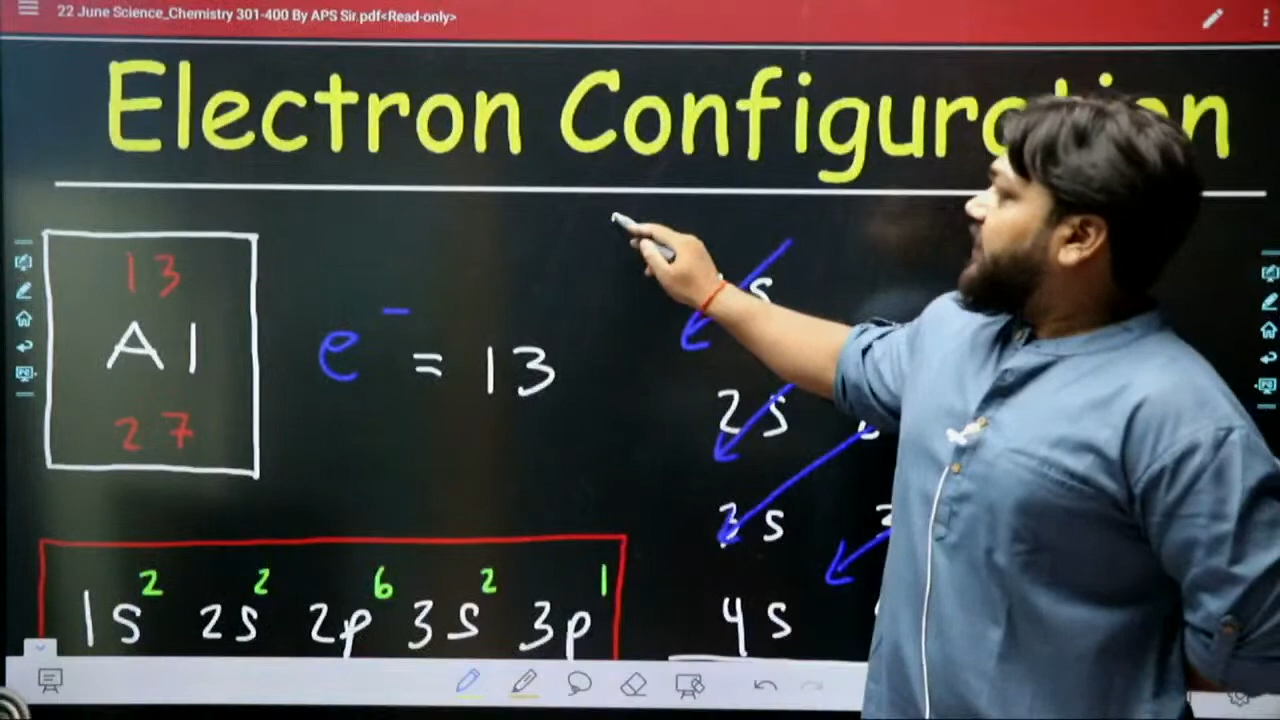 22 June Science_Chemistry 301-400 By APS Sir.pdf<Read-only>
Electron Configuration
13
Al
27
e⁻ = 13
s
2s
3s
4s
1s² 2s² 2p⁶ 3s² 3p¹